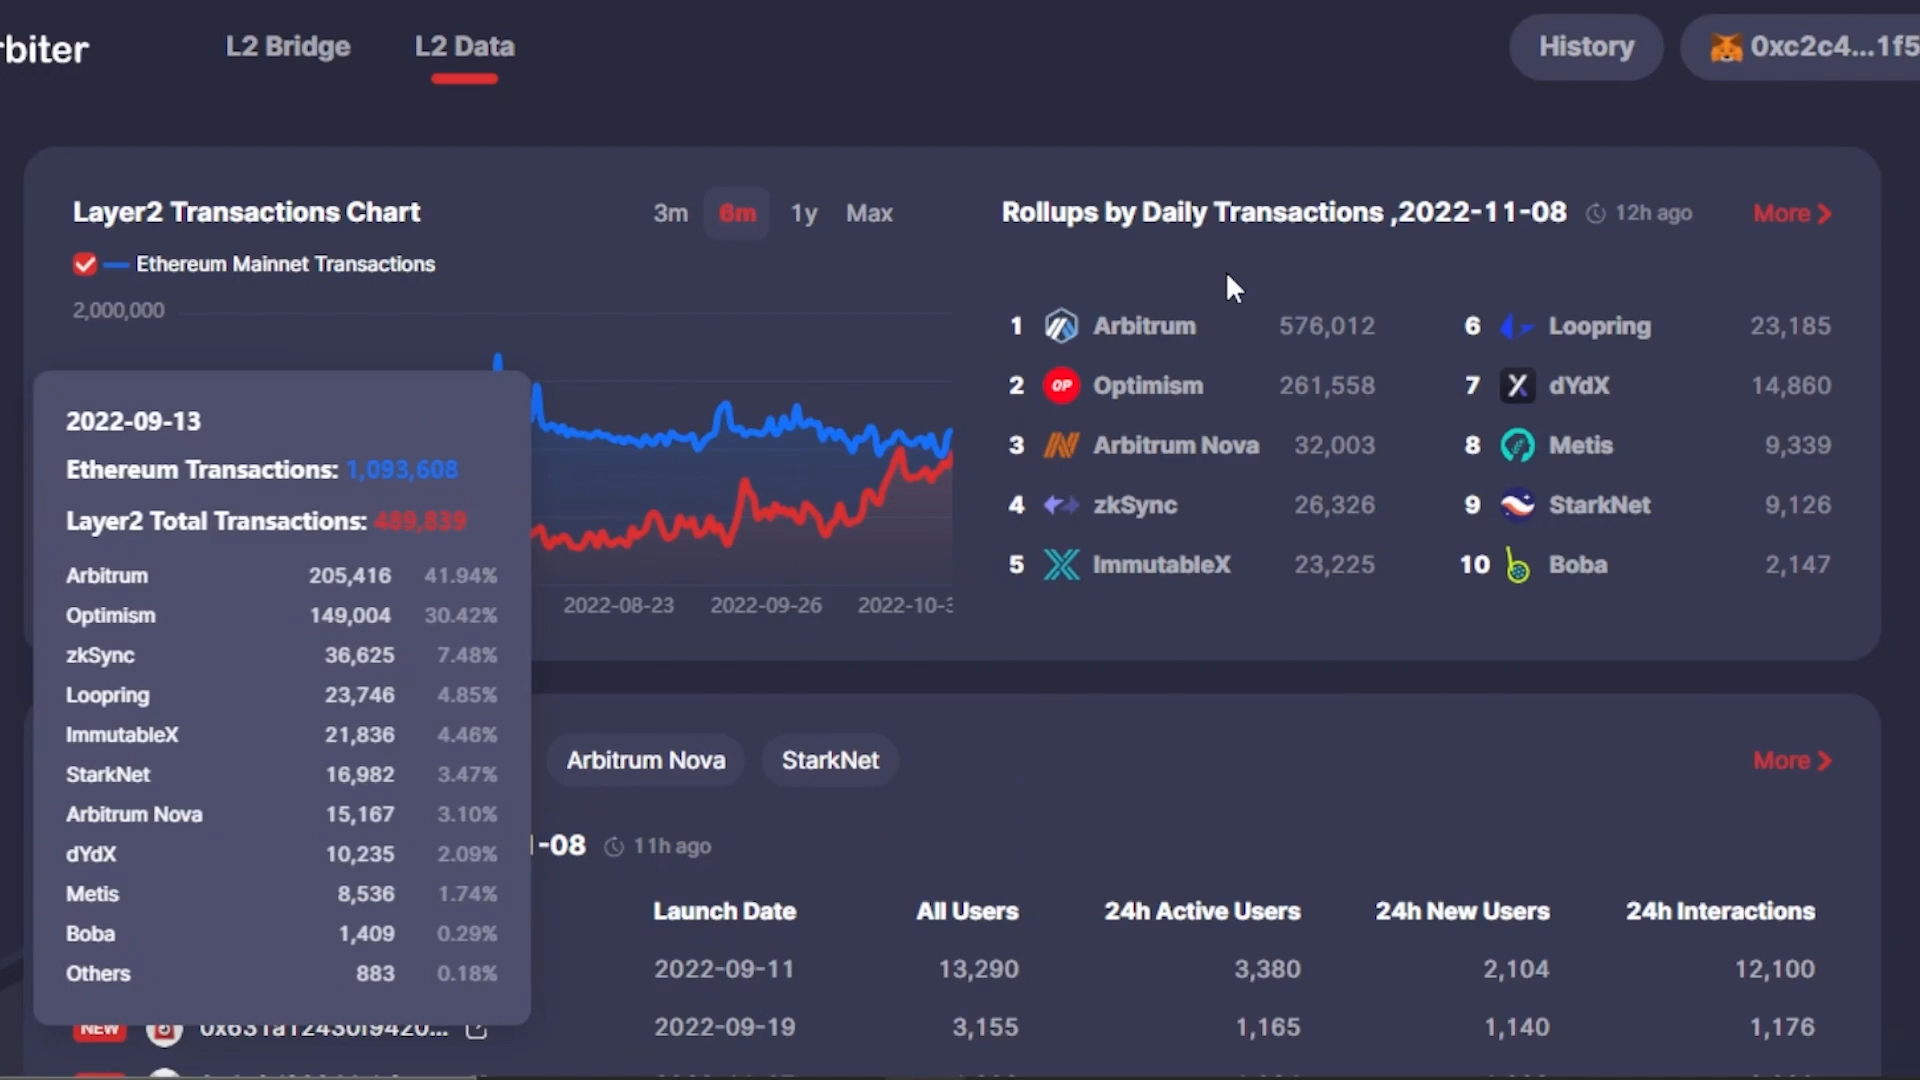 rbiter
L2 Bridge
L2 Data
History
0xc2c4...1f5
Layer2 Transactions Chart
3m 6m 1y Max
Ethereum Mainnet Transactions
2,000,000
2022-09-13
Ethereum Transactions: 1,093,608
Layer2 Total Transactions: 489,839
Arbitrum 205,416 41.94%
Optimism 149,004 30.42%
zkSync 36,625 7.48%
Loopring 23,746 4.85%
ImmutableX 21,836 4.46%
StarkNet 16,982 3.47%
Arbitrum Nova 15,167 3.10%
dYdX 10,235 2.09%
Metis 8,536 1.74%
Boba 1,409 0.29%
Others 883 0.18%
2022-08-23 2022-09-26 2022-10-3
Rollups by Daily Transactions ,2022-11-08 12h ago More
1 Arbitrum 576,012
2 OP Optimism 261,558
3 Arbitrum Nova 32,003
4 zkSync 26,326
5 ImmutableX 23,225
6 Loopring 23,185
7 dYdX 14,860
8 Metis 9,339
9 StarkNet 9,126
10 Boba 2,147
Arbitrum Nova StarkNet More
-08 11h ago
Launch Date All Users 24h Active Users 24h New Users 24h Interactions
2022-09-11 13,290 3,380 2,104 12,100
NEW 2022-09-19 3,155 1,165 1,140 1,176